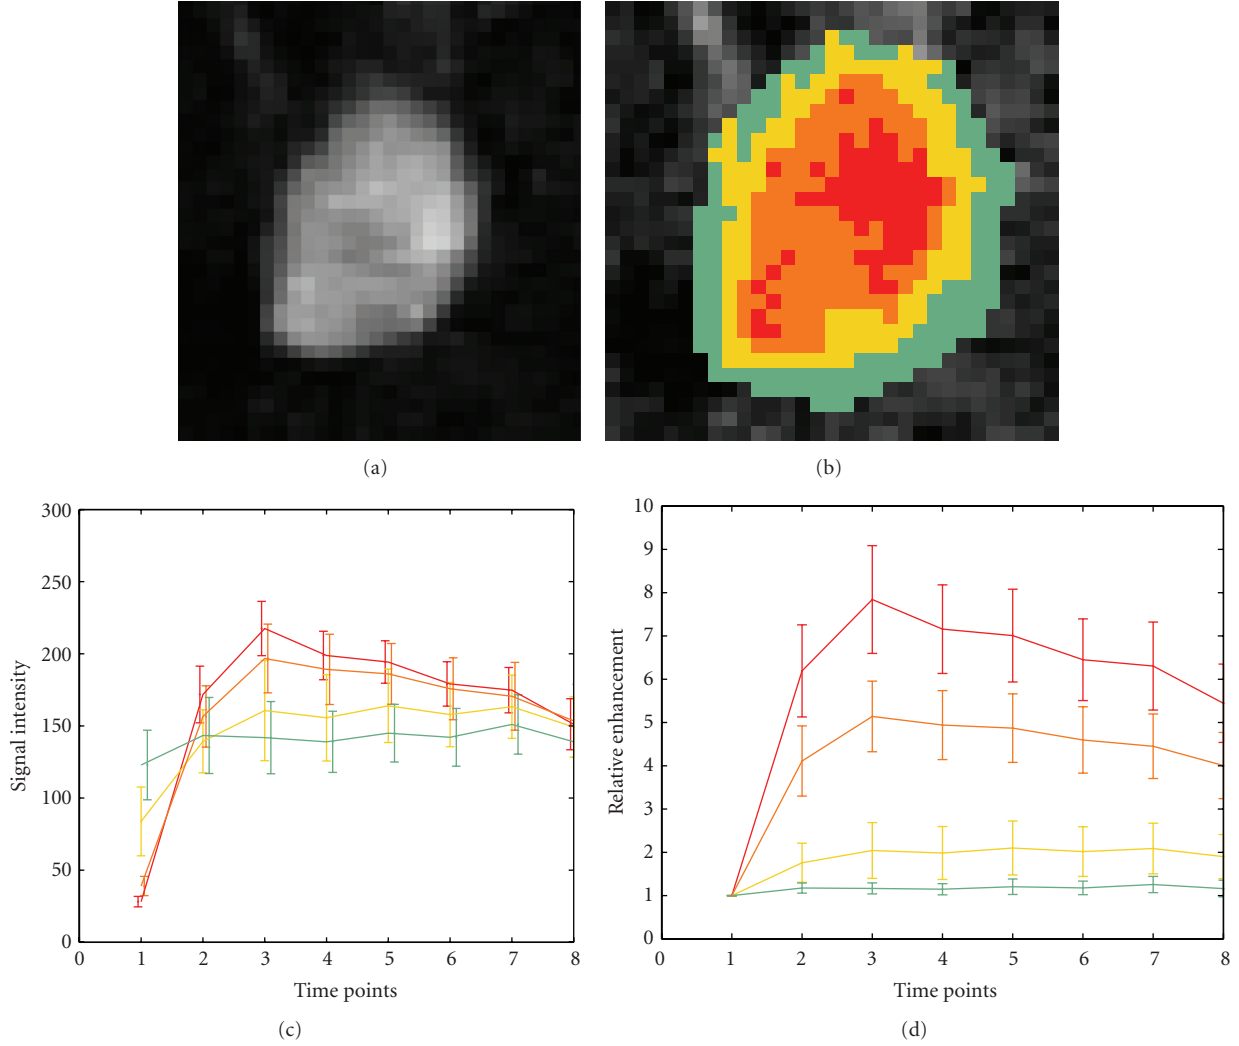 (a)
(b)
300
250
200
150
100
50
0
Signal intensity
0 1 2 3 4 5 6 7 8
Time points
(c)
10
9
8
7
6
5
4
3
2
1
0
Relative enhancement
0 1 2 3 4 5 6 7 8
Time points
(d)